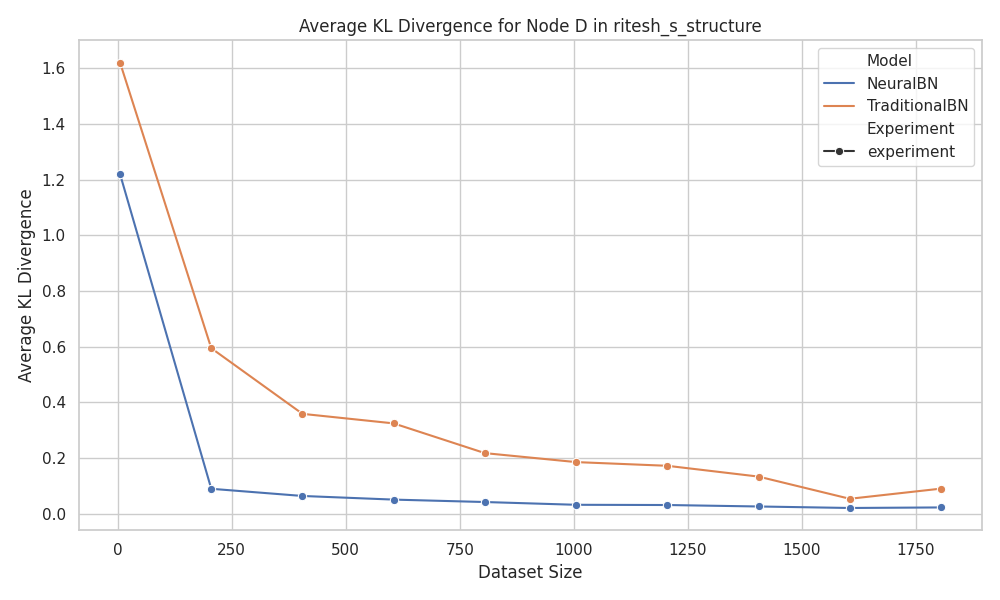 Average KL Divergence for Node D in ritesh_s_structure
Model
NeuralBN
TraditionalBN
Experiment
experiment
Average KL Divergence
1.6
1.4
1.2
1.0
0.8
0.6
0.4
0.2
0.0
0 250 500 750 1000 1250 1500 1750
Dataset Size